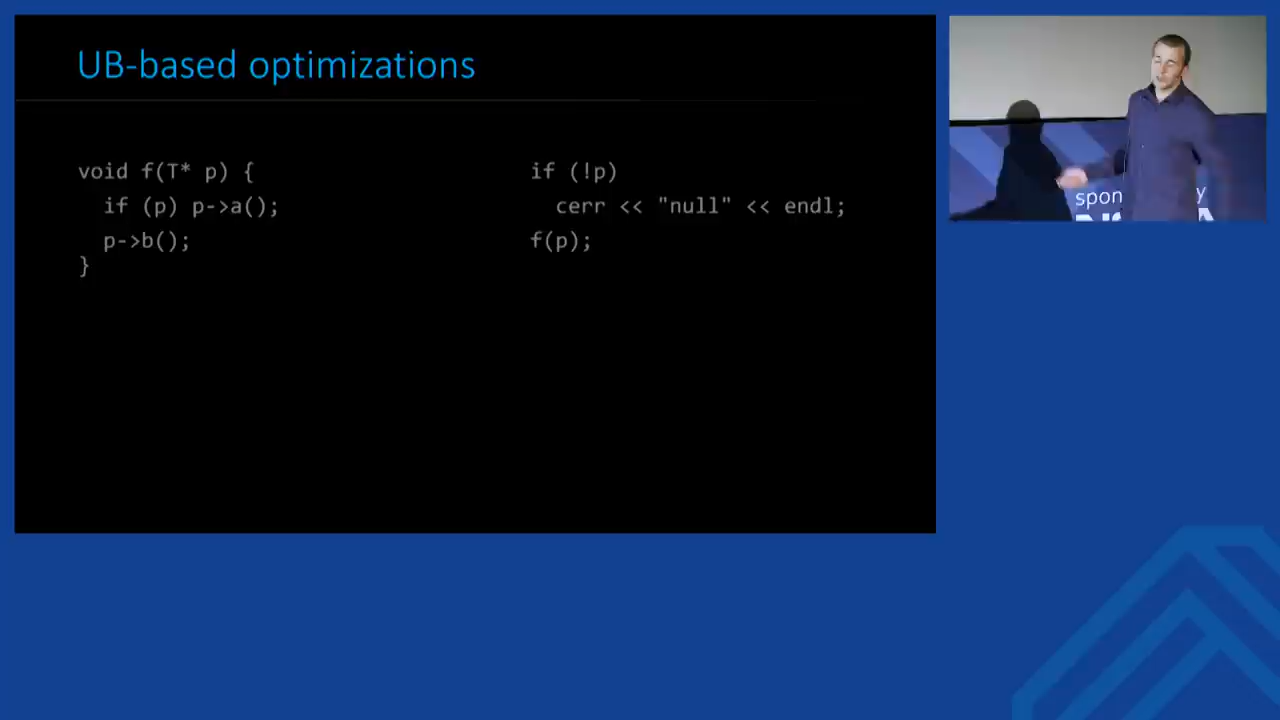 UB-based optimizations
void f(T* p) {
if (p) p->a();
p->b();
}
if (!p)
cerr << "null" << endl;
f(p);
spon
y